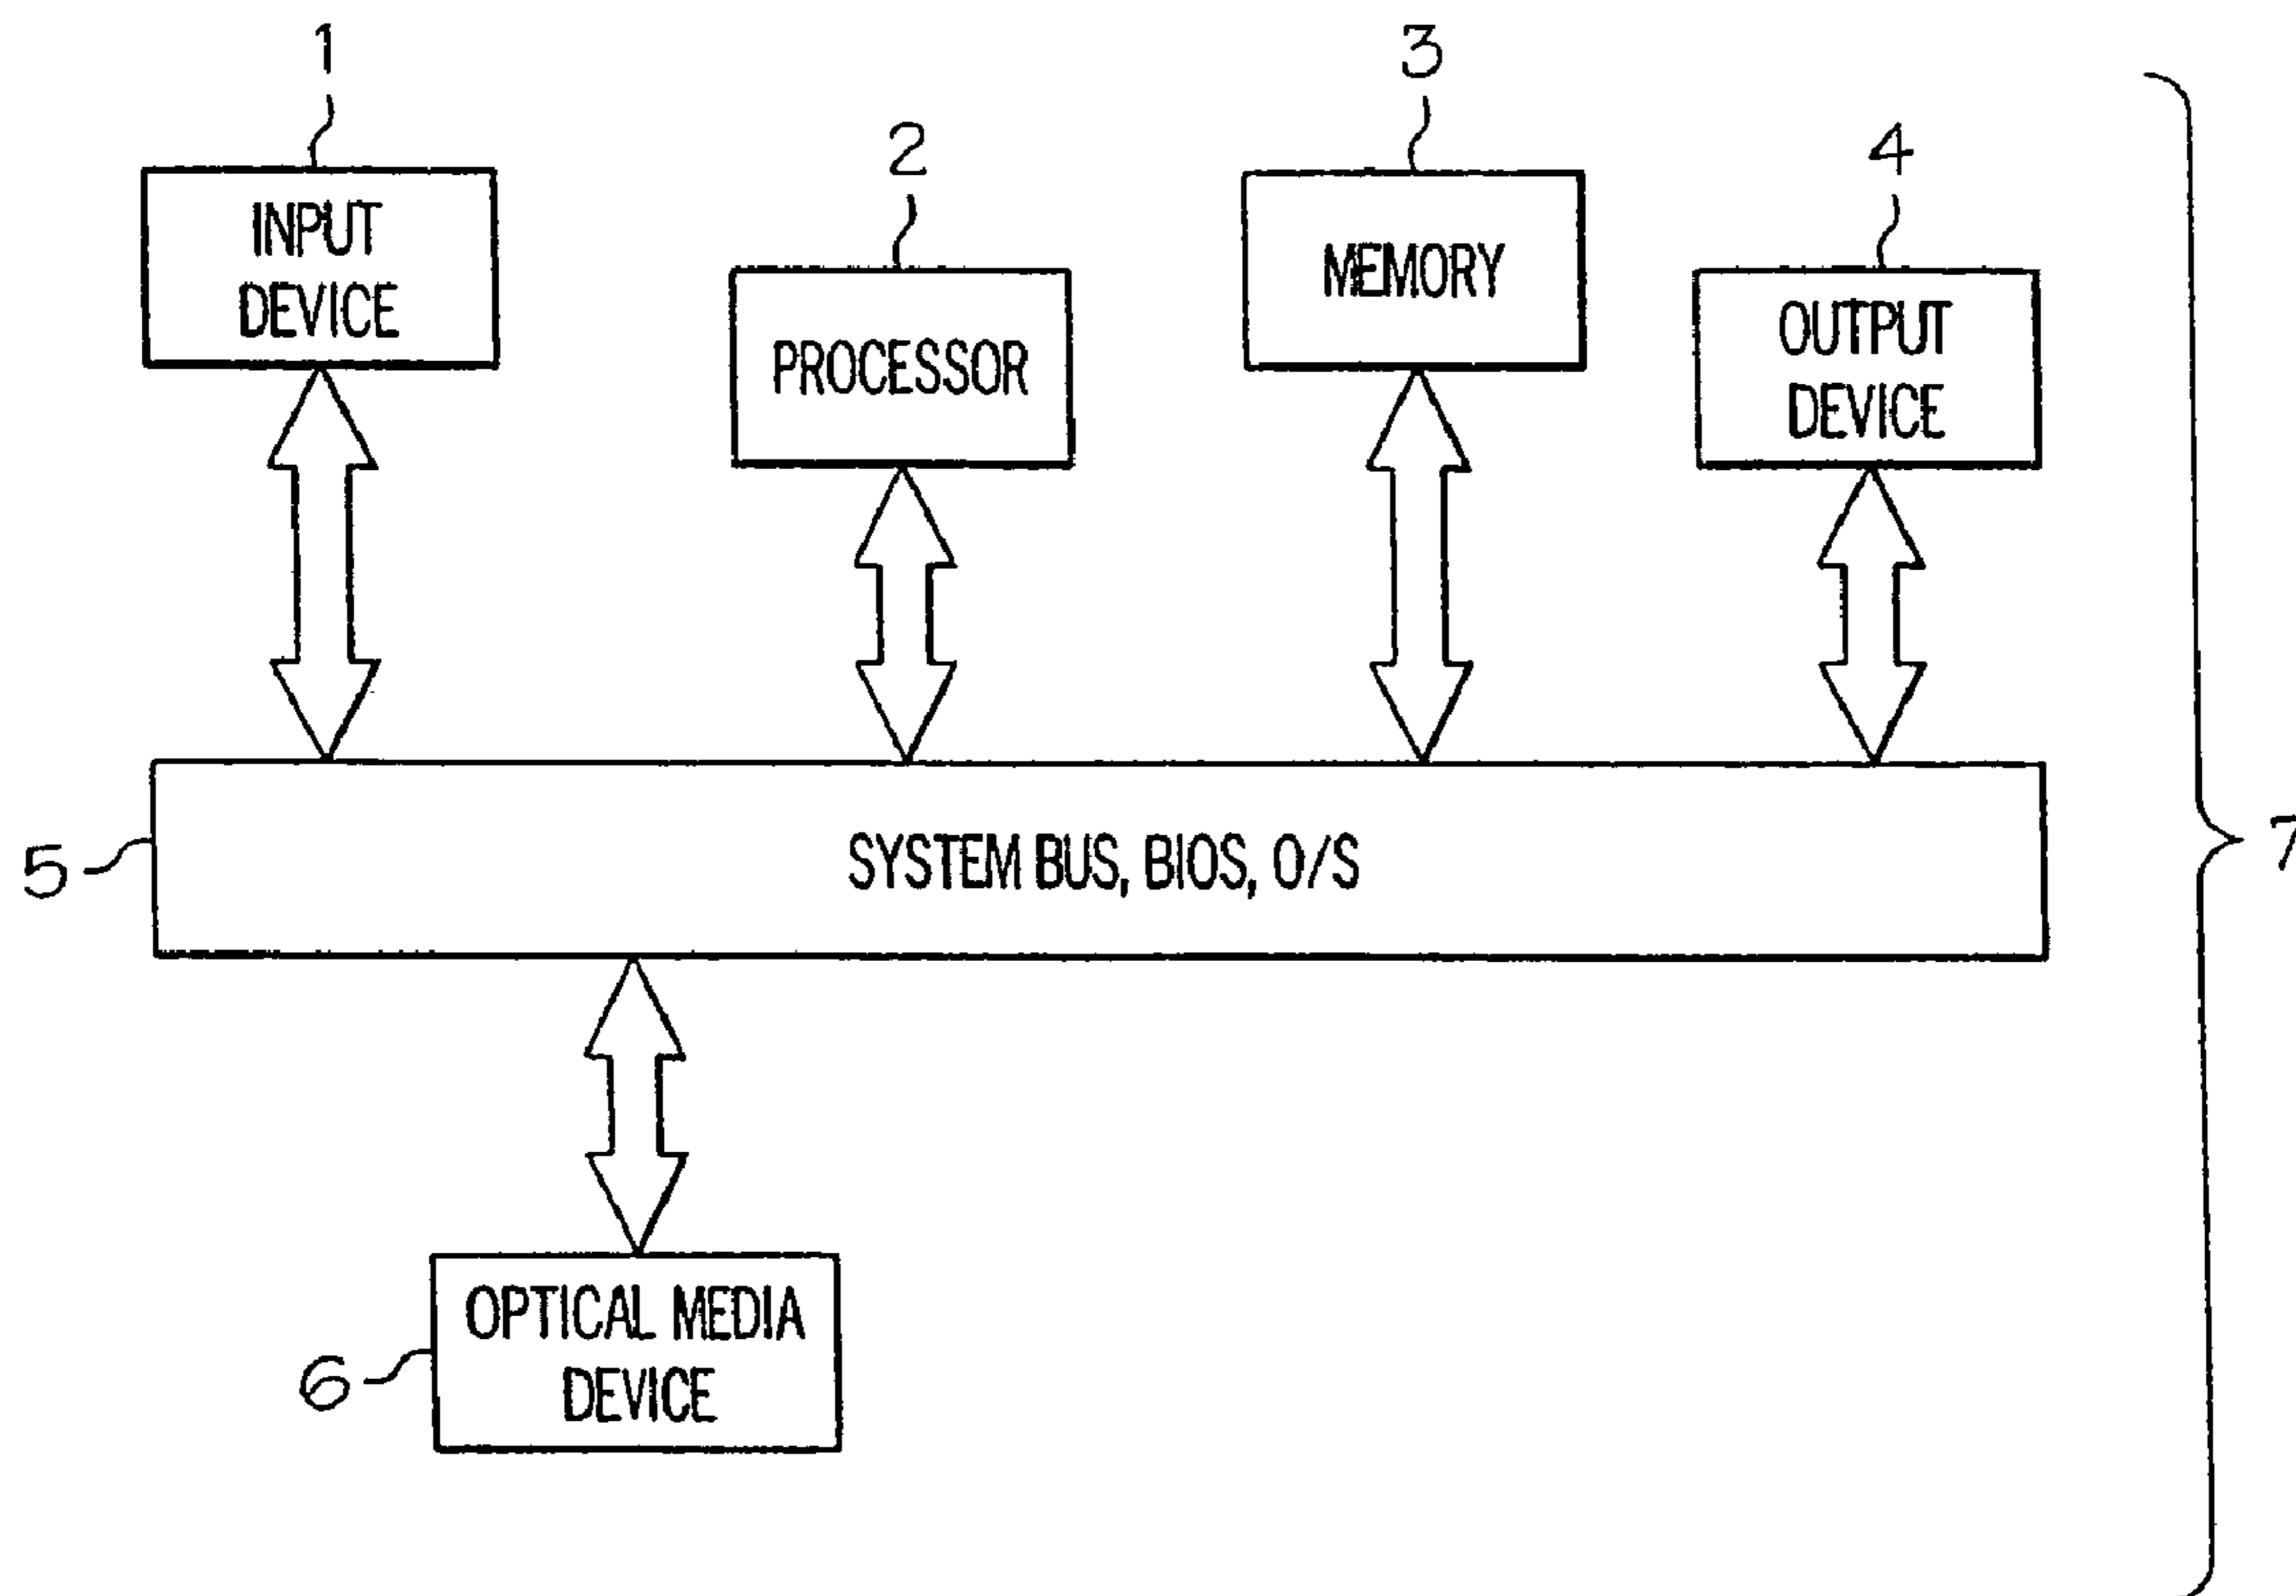 1
3
2
4
INPUT
DEVICE
MEMORY
PROCESSOR
OUTPUT
DEVICE
5
SYSTEM BUS, BIOS, O/S
7
OPTICAL MEDIA
DEVICE
6